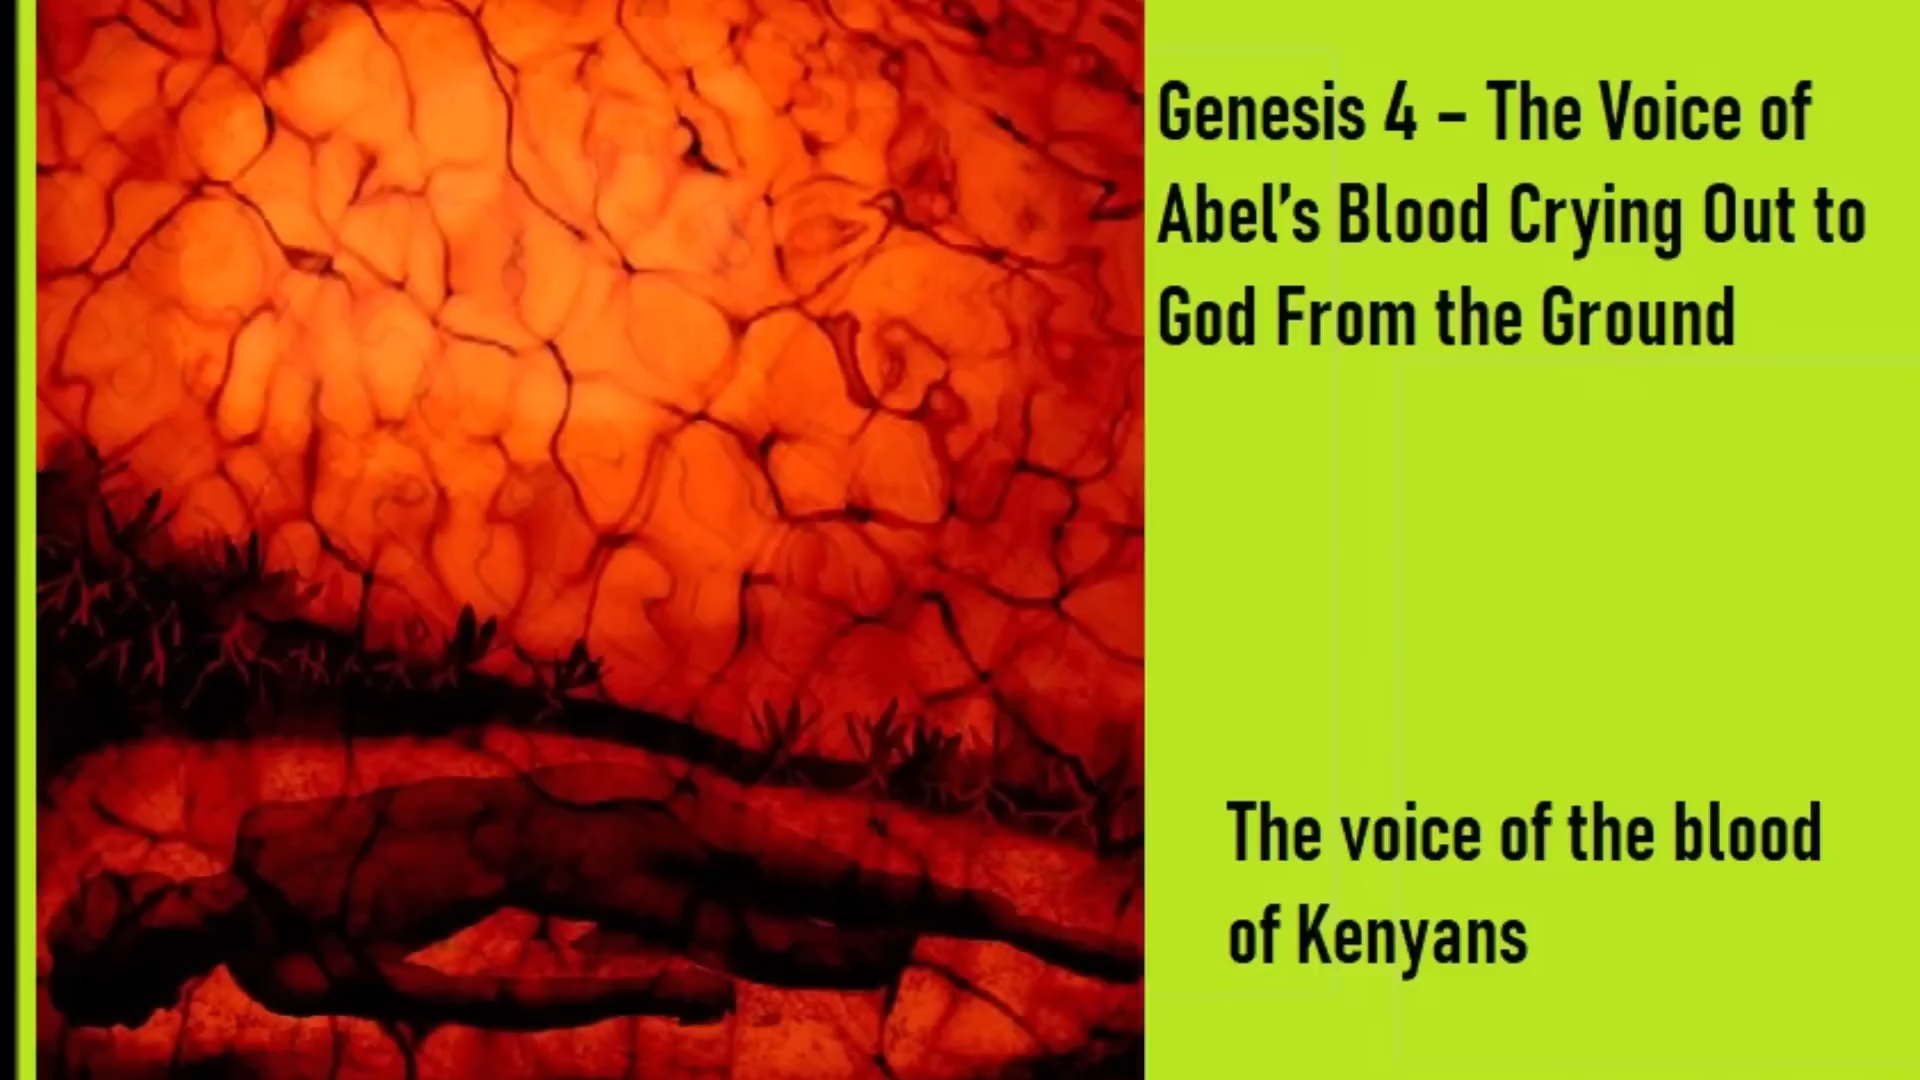 Genesis 4 – The Voice of
Abel’s Blood Crying Out to
God From the Ground
The voice of the blood
of Kenyans